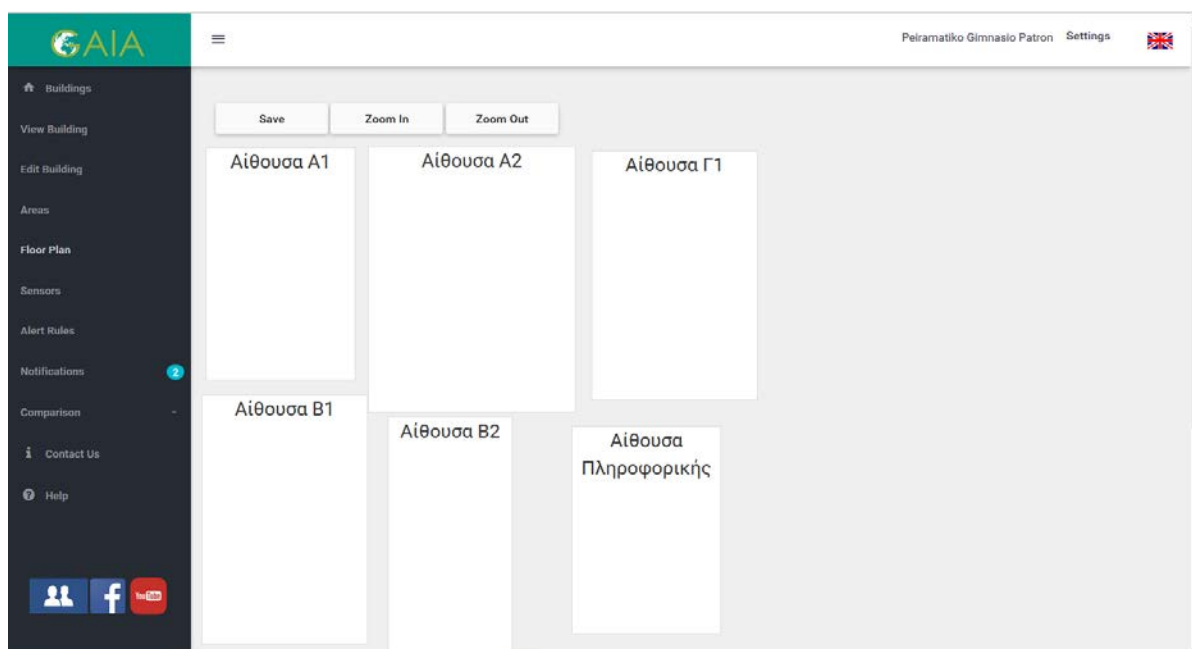 GAIA
Peiramatiko Gimnasio Patron Settings
Buildings
View Building
Edit Building
Areas
Floor Plan
Sensors
Alert Rules
Notifications 2
Comparison
Contact Us
Help
You Tube
Save Zoom In Zoom Out
Αίθουσα Α1
Αίθουσα Α2
Αίθουσα Γ1
Αίθουσα Β1
Αίθουσα Β2
Αίθουσα
Πληροφορικής